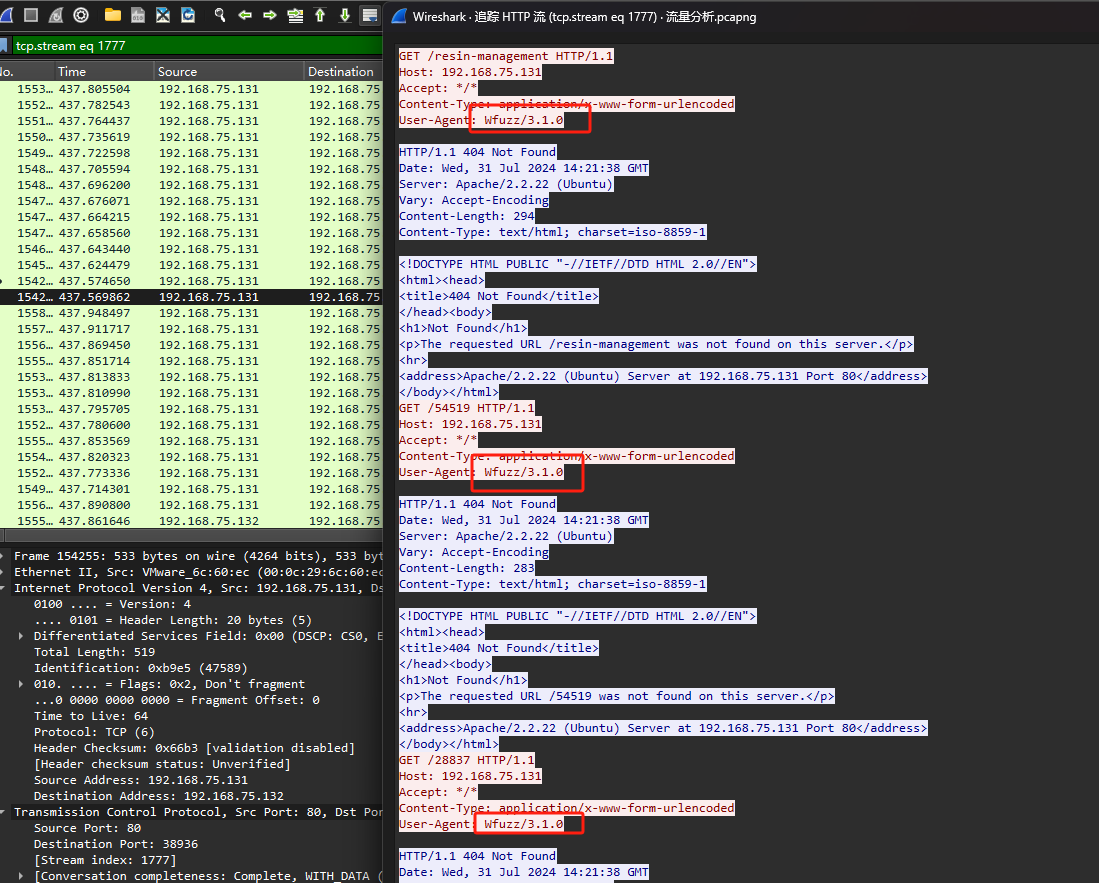 Wireshark · 追踪 HTTP 流 (tcp.stream eq 1777) · 流量分析.pcapng
tcp.stream eq 1777
No. Time Source Destination
1553… 437.805504 192.168.75.131 192.168.75
1552… 437.782543 192.168.75.131 192.168.75
1551… 437.764437 192.168.75.131 192.168.75
1550… 437.735619 192.168.75.131 192.168.75
1549… 437.722598 192.168.75.131 192.168.75
1548… 437.705594 192.168.75.131 192.168.75
1548… 437.696200 192.168.75.131 192.168.75
1547… 437.676071 192.168.75.131 192.168.75
1547… 437.664215 192.168.75.131 192.168.75
1547… 437.658560 192.168.75.131 192.168.75
1546… 437.643440 192.168.75.131 192.168.75
1545… 437.624479 192.168.75.131 192.168.75
1542… 437.574650 192.168.75.131 192.168.75
1542… 437.569862 192.168.75.131 192.168.75
1558… 437.948497 192.168.75.131 192.168.75
1557… 437.911717 192.168.75.131 192.168.75
1556… 437.869450 192.168.75.131 192.168.75
1555… 437.851714 192.168.75.131 192.168.75
1553… 437.813833 192.168.75.131 192.168.75
1553… 437.810990 192.168.75.131 192.168.75
1553… 437.795705 192.168.75.131 192.168.75
1552… 437.780600 192.168.75.131 192.168.75
1555… 437.853569 192.168.75.131 192.168.75
1554… 437.820323 192.168.75.131 192.168.75
1552… 437.773336 192.168.75.131 192.168.75
1549… 437.714301 192.168.75.131 192.168.75
1556… 437.890800 192.168.75.131 192.168.75
1555… 437.861646 192.168.75.132 192.168.75
Frame 154255: 533 bytes on wire (4264 bits), 533 byt
Ethernet II, Src: VMware_6c:60:ec (00:0c:29:6c:60:ec
Internet Protocol Version 4, Src: 192.168.75.131, Ds
0100 .... = Version: 4
.... 0101 = Header Length: 20 bytes (5)
Differentiated Services Field: 0x00 (DSCP: CS0, E
Total Length: 519
Identification: 0xb9e5 (47589)
010. .... = Flags: 0x2, Don't fragment
...0 0000 0000 0000 = Fragment Offset: 0
Time to Live: 64
Protocol: TCP (6)
Header Checksum: 0x66b3 [validation disabled]
[Header checksum status: Unverified]
Source Address: 192.168.75.131
Destination Address: 192.168.75.132
Transmission Control Protocol, Src Port: 80, Dst Por
Source Port: 80
Destination Port: 38936
[Stream index: 1777]
[Conversation completeness: Complete, WITH_DATA (
GET /resin-management HTTP/1.1
Host: 192.168.75.131
Accept: */*
Content-Type: application/x-www-form-urlencoded
User-Agent: Wfuzz/3.1.0
HTTP/1.1 404 Not Found
Date: Wed, 31 Jul 2024 14:21:38 GMT
Server: Apache/2.2.22 (Ubuntu)
Vary: Accept-Encoding
Content-Length: 294
Content-Type: text/html; charset=iso-8859-1
<!DOCTYPE HTML PUBLIC "-//IETF//DTD HTML 2.0//EN">
<html><head>
<title>404 Not Found</title>
</head><body>
<h1>Not Found</h1>
<p>The requested URL /resin-management was not found on this server.</p>
<hr>
<address>Apache/2.2.22 (Ubuntu) Server at 192.168.75.131 Port 80</address>
</body></html>
GET /54519 HTTP/1.1
Host: 192.168.75.131
Accept: */*
Content-Type: application/x-www-form-urlencoded
User-Agent: Wfuzz/3.1.0
HTTP/1.1 404 Not Found
Date: Wed, 31 Jul 2024 14:21:38 GMT
Server: Apache/2.2.22 (Ubuntu)
Vary: Accept-Encoding
Content-Length: 283
Content-Type: text/html; charset=iso-8859-1
<!DOCTYPE HTML PUBLIC "-//IETF//DTD HTML 2.0//EN">
<html><head>
<title>404 Not Found</title>
</head><body>
<h1>Not Found</h1>
<p>The requested URL /54519 was not found on this server.</p>
<hr>
<address>Apache/2.2.22 (Ubuntu) Server at 192.168.75.131 Port 80</address>
</body></html>
GET /28837 HTTP/1.1
Host: 192.168.75.131
Accept: */*
Content-Type: application/x-www-form-urlencoded
User-Agent: Wfuzz/3.1.0
HTTP/1.1 404 Not Found
Date: Wed, 31 Jul 2024 14:21:38 GMT